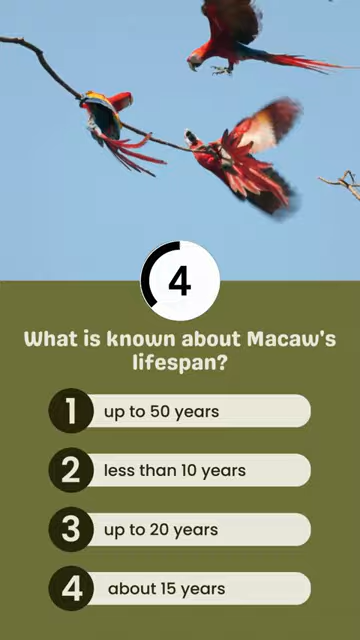 4
What is known about Macaw's
lifespan?
1 up to 50 years
2 less than 10 years
3 up to 20 years
4 about 15 years